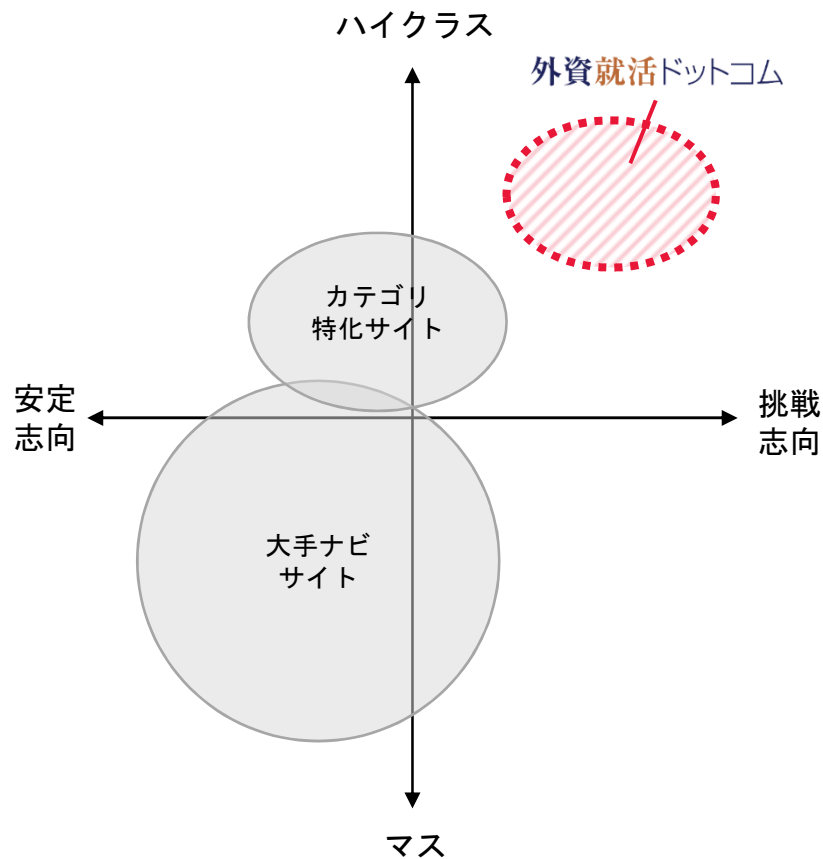 ハイクラス
外資就活ドットコム
カテゴリ
特化サイト
安定
志向
挑戦
志向
大手ナビ
サイト
マス